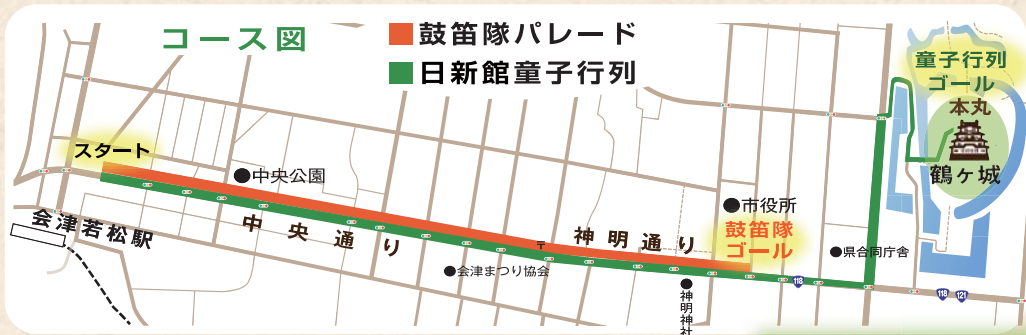 コース図
鼓笛隊パレード
日新館童子行列
童子行列
ゴール
本丸
鶴ヶ城
スタート
中央公園
市役所
会津若松駅
中央通り
神明通り
鼓笛隊
ゴール
〒
県合同庁舎
会津まつり協会
118
118
121
神明神社